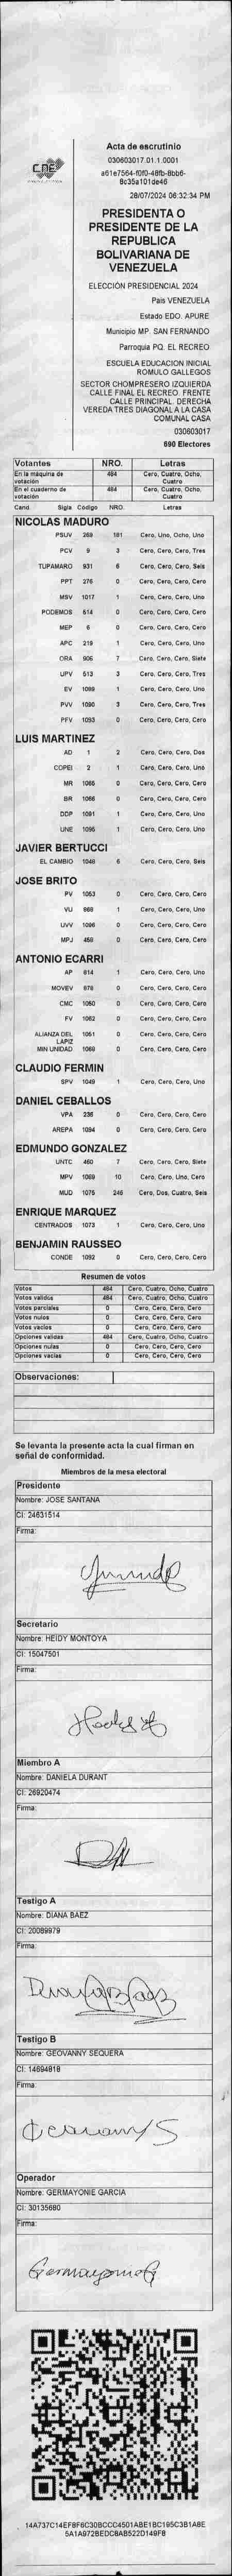 CNE
Acta de escrutinio
030603017.01.1.0001
a61e7564-f0f0-48fb-8bb6-
8c35a101de46
28/07/2024 06:32:34 PM
PRESIDENTA O
PRESIDENTE DE LA
REPUBLICA
BOLIVARIANA DE
VENEZUELA
ELECCIÓN PRESIDENCIAL 2024
Pais VENEZUELA
Estado EDO. APURE
Municipio MP. SAN FERNANDO
Parroquia PQ. EL RECREO
ESCUELA EDUCACION INICIAL
ROMULO GALLEGOS
SECTOR CHOMPRESERO IZQUIERDA
CALLE FINAL EL RECREO. FRENTE
CALLE PRINCIPAL. DERECHA
VEREDA TRES DIAGONAL A LA CASA
COMUNAL CASA
030603017
690 Electores
Votantes NRO. Letras
En la máquina de votación 484 Cero, Cuatro, Ocho, Cuatro
En el cuaderno de votación 484 Cero, Cuatro, Ocho, Cuatro
Cand. Sigla Código NRO. Letras
NICOLAS MADURO
PSUV 269 181 Cero, Uno, Ocho, Uno
PCV 9 3 Cero, Cero, Cero, Tres
TUPAMARO 931 6 Cero, Cero, Cero, Seis
PPT 276 0 Cero, Cero, Cero, Cero
MSV 1017 1 Cero, Cero, Cero, Uno
PODEMOS 514 0 Cero, Cero, Cero, Cero
MEP 6 0 Cero, Cero, Cero, Cero
APC 219 1 Cero, Cero, Cero, Uno
ORA 906 7 Cero, Cero, Cero, Siete
UPV 513 3 Cero, Cero, Cero, Tres
EV 1089 1 Cero, Cero, Cero, Uno
PVV 1090 3 Cero, Cero, Cero, Tres
PFV 1093 0 Cero, Cero, Cero, Cero
LUIS MARTINEZ
AD 1 2 Cero, Cero, Cero, Dos
COPEI 2 1 Cero, Cero, Cero, Uno
MR 1065 0 Cero, Cero, Cero, Cero
BR 1066 0 Cero, Cero, Cero, Cero
DDP 1091 1 Cero, Cero, Cero, Uno
UNE 1095 1 Cero, Cero, Cero, Uno
JAVIER BERTUCCI
EL CAMBIO 1048 6 Cero, Cero, Cero, Seis
JOSE BRITO
PV 1053 0 Cero, Cero, Cero, Cero
VU 868 1 Cero, Cero, Cero, Uno
UVV 1096 0 Cero, Cero, Cero, Cero
MPJ 458 0 Cero, Cero, Cero, Cero
ANTONIO ECARRI
AP 814 1 Cero, Cero, Cero, Uno
MOVEV 878 0 Cero, Cero, Cero, Cero
CMC 1050 0 Cero, Cero, Cero, Cero
FV 1062 0 Cero, Cero, Cero, Cero
ALIANZA DEL LAPIZ 1051 0 Cero, Cero, Cero, Cero
MIN UNIDAD 1068 0 Cero, Cero, Cero, Cero
CLAUDIO FERMIN
SPV 1049 1 Cero, Cero, Cero, Uno
DANIEL CEBALLOS
VPA 236 0 Cero, Cero, Cero, Cero
AREPA 1094 0 Cero, Cero, Cero, Cero
EDMUNDO GONZALEZ
UNTC 460 7 Cero, Cero, Cero, Siete
MPV 1069 10 Cero, Cero, Uno, Cero
MUD 1075 246 Cero, Dos, Cuatro, Seis
ENRIQUE MARQUEZ
CENTRADOS 1073 1 Cero, Cero, Cero, Uno
BENJAMIN RAUSSEO
CONDE 1092 0 Cero, Cero, Cero, Cero
Resumen de votos
Votos 484 Cero, Cuatro, Ocho, Cuatro
Votos validos 484 Cero, Cuatro, Ocho, Cuatro
Votos parciales 0 Cero, Cero, Cero, Cero
Votos nulos 0 Cero, Cero, Cero, Cero
Votos vacios 0 Cero, Cero, Cero, Cero
Opciones validas 484 Cero, Cuatro, Ocho, Cuatro
Opciones nulas 0 Cero, Cero, Cero, Cero
Opciones vacias 0 Cero, Cero, Cero, Cero
Observaciones:
Se levanta la presente acta la cual firman en
señal de conformidad.
Miembros de la mesa electoral
Presidente
Nombre: JOSE SANTANA
CI: 24631514
Firma:
Secretario
Nombre: HEIDY MONTOYA
CI: 15047501
Firma:
Miembro A
Nombre: DANIELA DURANT
CI: 26920474
Firma:
Testigo A
Nombre: DIANA BAEZ
CI: 20089979
Firma:
Testigo B
Nombre: GEOVANNY SEQUERA
CI: 14694818
Firma:
Operador
Nombre: GERMAYONIE GARCIA
CI: 30135680
Firma:
14A737C14EF8F6C30BCCC4501ABE1BC195C3B1A8E
5A1A972BEDC8AB522D149F8